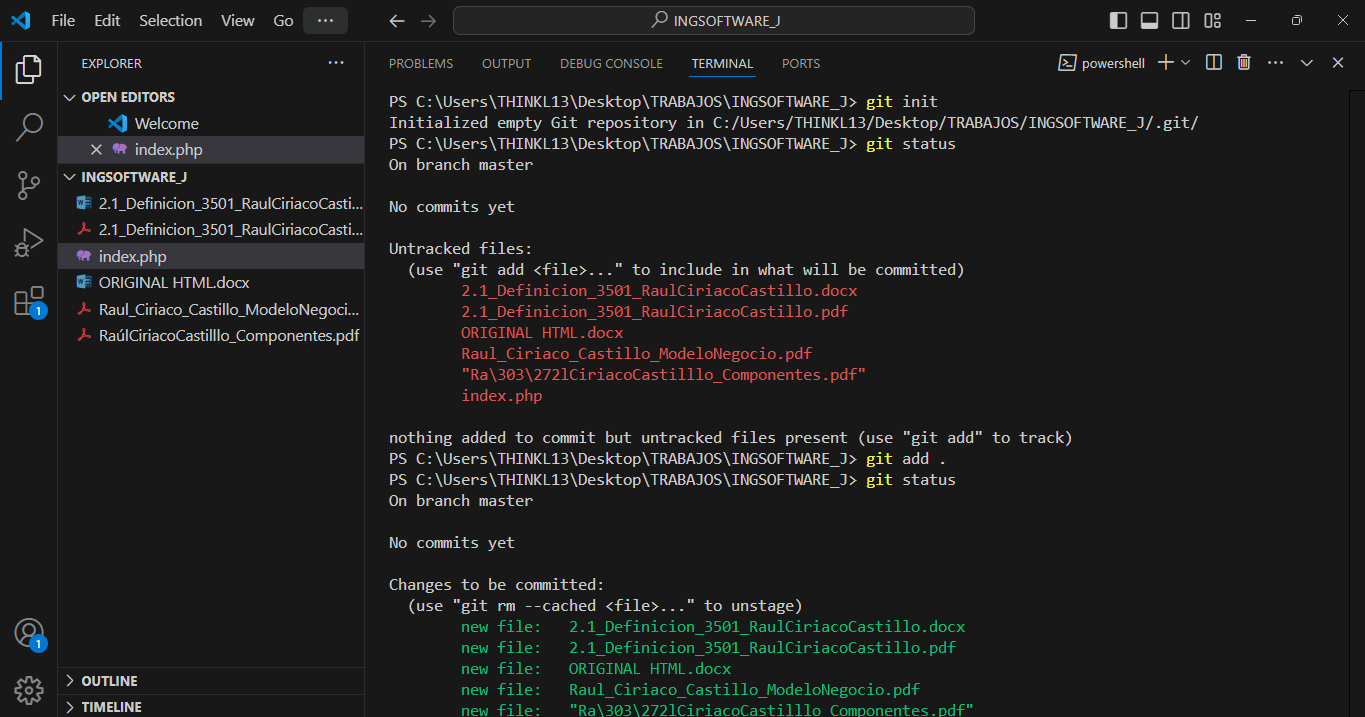 File Edit Selection View Go ···
INGSOFTWARE_J
EXPLORER
OPEN EDITORS
Welcome
index.php
INGSOFTWARE_J
2.1_Definicion_3501_RaulCiriacoCasti...
2.1_Definicion_3501_RaulCiriacoCasti...
index.php
ORIGINAL HTML.docx
Raul_Ciriaco_Castillo_ModeloNegoci...
RaúlCiriacoCastilllo_Componentes.pdf
OUTLINE
TIMELINE
1
1
PROBLEMS OUTPUT DEBUG CONSOLE TERMINAL PORTS
powershell
PS C:\Users\THINKL13\Desktop\TRABAJOS\INGSOFTWARE_J> git init
Initialized empty Git repository in C:/Users/THINKL13/Desktop/TRABAJOS/INGSOFTWARE_J/.git/
PS C:\Users\THINKL13\Desktop\TRABAJOS\INGSOFTWARE_J> git status
On branch master
No commits yet
Untracked files:
(use "git add <file>..." to include in what will be committed)
2.1_Definicion_3501_RaulCiriacoCastillo.docx
2.1_Definicion_3501_RaulCiriacoCastillo.pdf
ORIGINAL HTML.docx
Raul_Ciriaco_Castillo_ModeloNegocio.pdf
"Ra\303\272lCiriacoCastilllo_Componentes.pdf"
index.php
nothing added to commit but untracked files present (use "git add" to track)
PS C:\Users\THINKL13\Desktop\TRABAJOS\INGSOFTWARE_J> git add .
PS C:\Users\THINKL13\Desktop\TRABAJOS\INGSOFTWARE_J> git status
On branch master
No commits yet
Changes to be committed:
(use "git rm --cached <file>..." to unstage)
new file: 2.1_Definicion_3501_RaulCiriacoCastillo.docx
new file: 2.1_Definicion_3501_RaulCiriacoCastillo.pdf
new file: ORIGINAL HTML.docx
new file: Raul_Ciriaco_Castillo_ModeloNegocio.pdf
new file: "Ra\303\272lCiriacoCastilllo_Componentes.pdf"